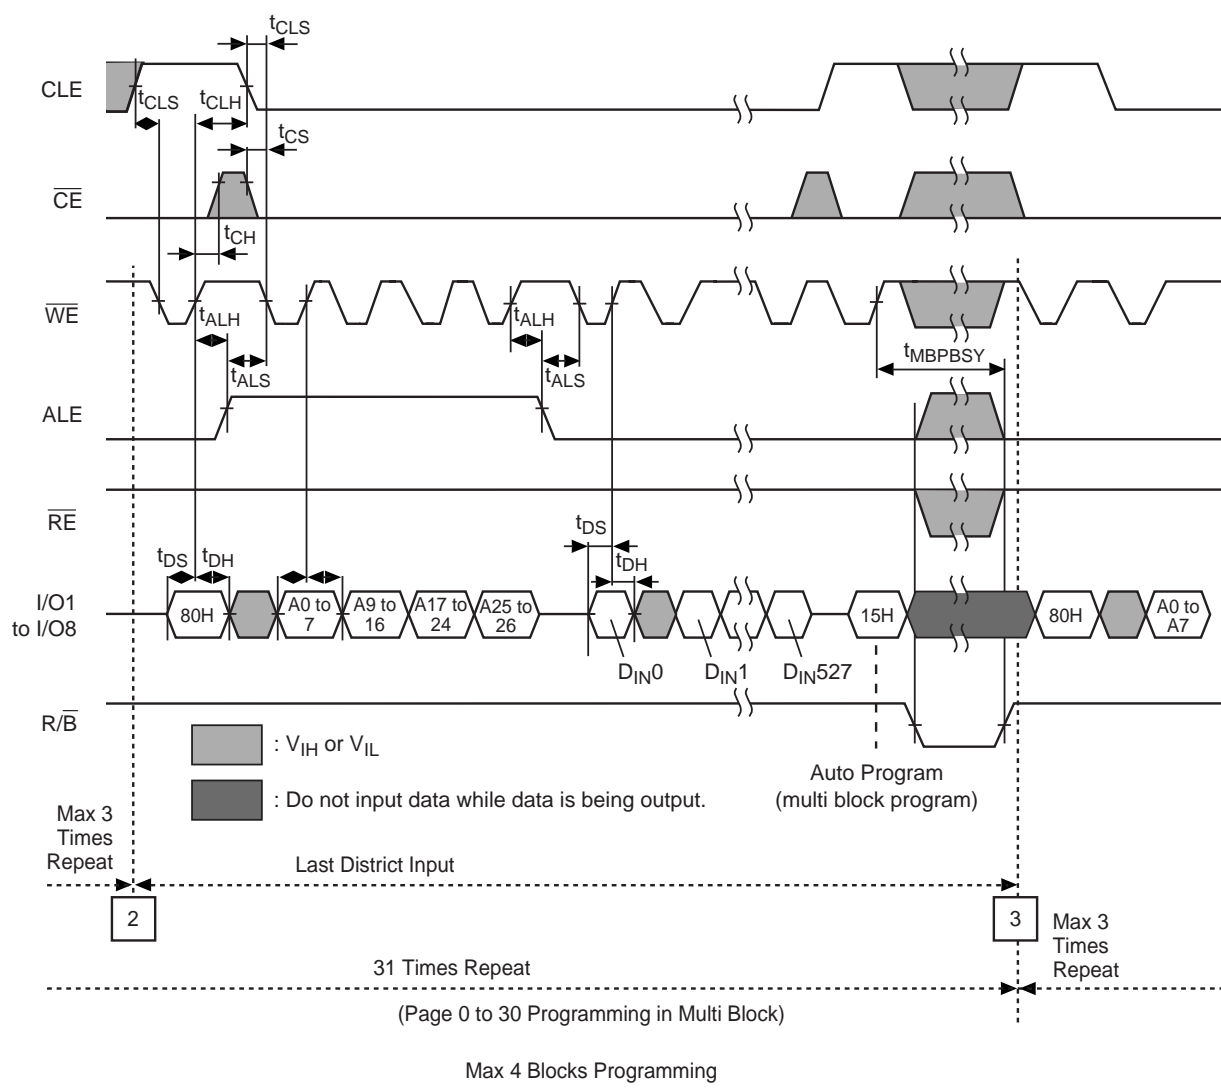 tCLS
CLE
tCLS
tCLH
tCS
CE
tCH
WE
tALH
tALS
tALH
tALS
tMBPBSY
ALE
RE
tDS
tDH
tDS
tDH
I/O1
to I/O8
80H
A0 to
7
A9 to
16
A17 to
24
A25 to
26
15H
80H
A0 to
A7
DIN0
DIN1
DIN527
R/B
: VIH or VIL
: Do not input data while data is being output.
Auto Program
(multi block program)
Max 3
Times
Repeat
Last District Input
2
3
Max 3
Times
Repeat
31 Times Repeat
(Page 0 to 30 Programming in Multi Block)
Max 4 Blocks Programming